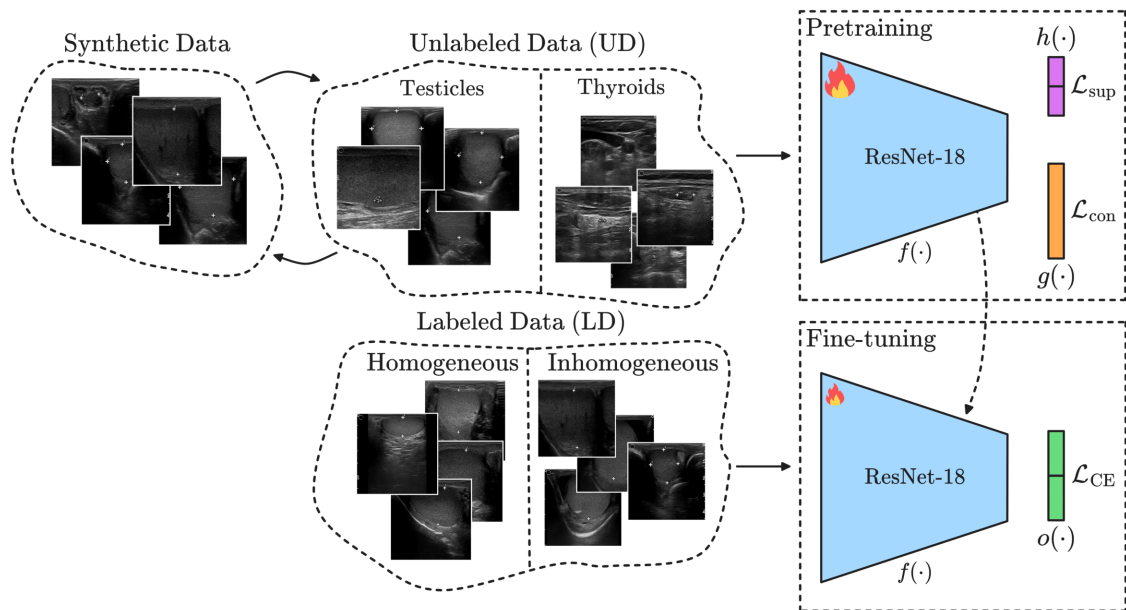 Synthetic Data
Unlabeled Data (UD)
Testicles
Thyroids
Labeled Data (LD)
Homogeneous
Inhomogeneous
Pretraining
h(·)
ℒsup
ResNet-18
ℒcon
f(·)
g(·)
Fine-tuning
ResNet-18
ℒCE
o(·)
f(·)